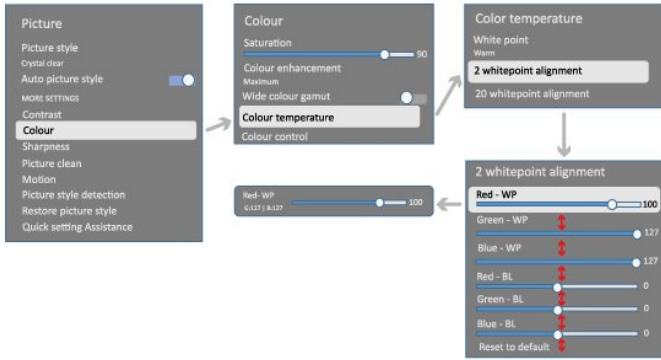 Picture
Picture style
Crystal clear
Auto picture style
MORE SETTINGS
Contrast
Colour
Sharpness
Picture clean
Motion
Picture style detection
Restore picture style
Quick setting Assistance
Colour
Saturation
90
Colour enhancement
Maximum
Wide colour gamut
Colour temperature
Colour control
Color temperature
White point
Warm
2 whitepoint alignment
20 whitepoint alignment
2 whitepoint alignment
Red - WP
100
Green - WP
127
Blue - WP
127
Red - BL
0
Green - BL
0
Blue - BL
0
Reset to default
Red- WP
G:127 | B:127
100